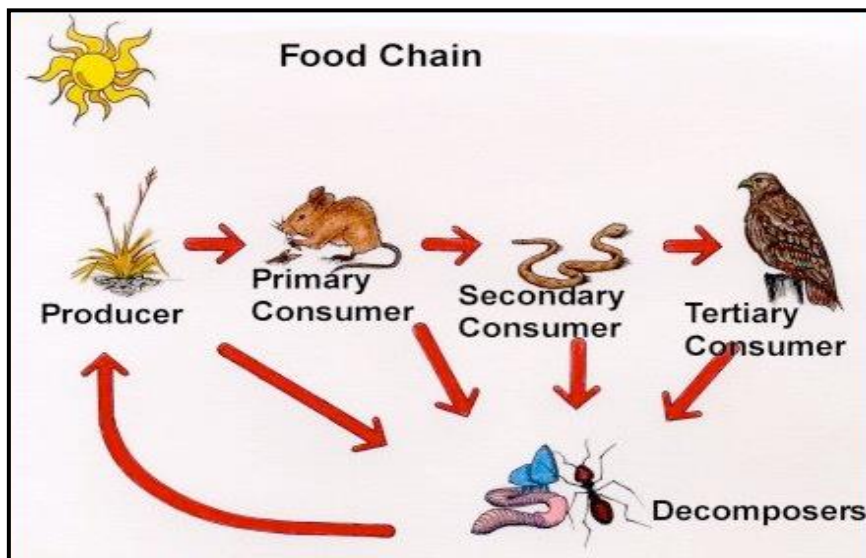 Food Chain
Producer
Primary
Consumer
Secondary
Consumer
Tertiary
Consumer
Decomposers